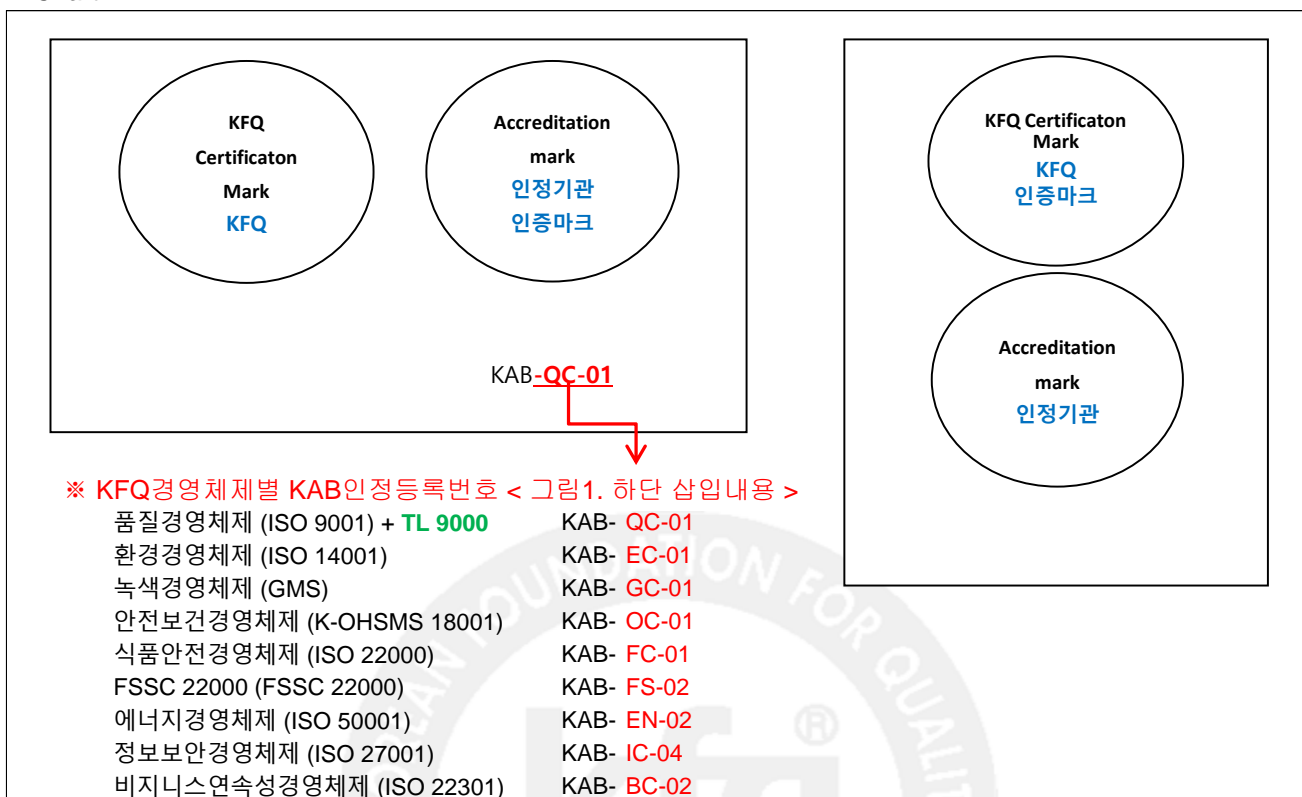 KFQ
Certificaton
Mark
KFQ
Accreditation
mark
인정기관
인증마크
KAB-QC-01
KFQ Certificaton
Mark
KFQ
인증마크
Accreditation
mark
인정기관
※ KFQ경영체제별 KAB인정등록번호 < 그림1. 하단 삽입내용 >
품질경영체제 (ISO 9001) + TL 9000 KAB- QC-01
환경경영체제 (ISO 14001) KAB- EC-01
녹색경영체제 (GMS) KAB- GC-01
안전보건경영체제 (K-OHSMS 18001) KAB- OC-01
식품안전경영체제 (ISO 22000) KAB- FC-01
FSSC 22000 (FSSC 22000) KAB- FS-02
에너지경영체제 (ISO 50001) KAB- EN-02
정보보안경영체제 (ISO 27001) KAB- IC-04
비지니스연속성경영체제 (ISO 22301) KAB- BC-02